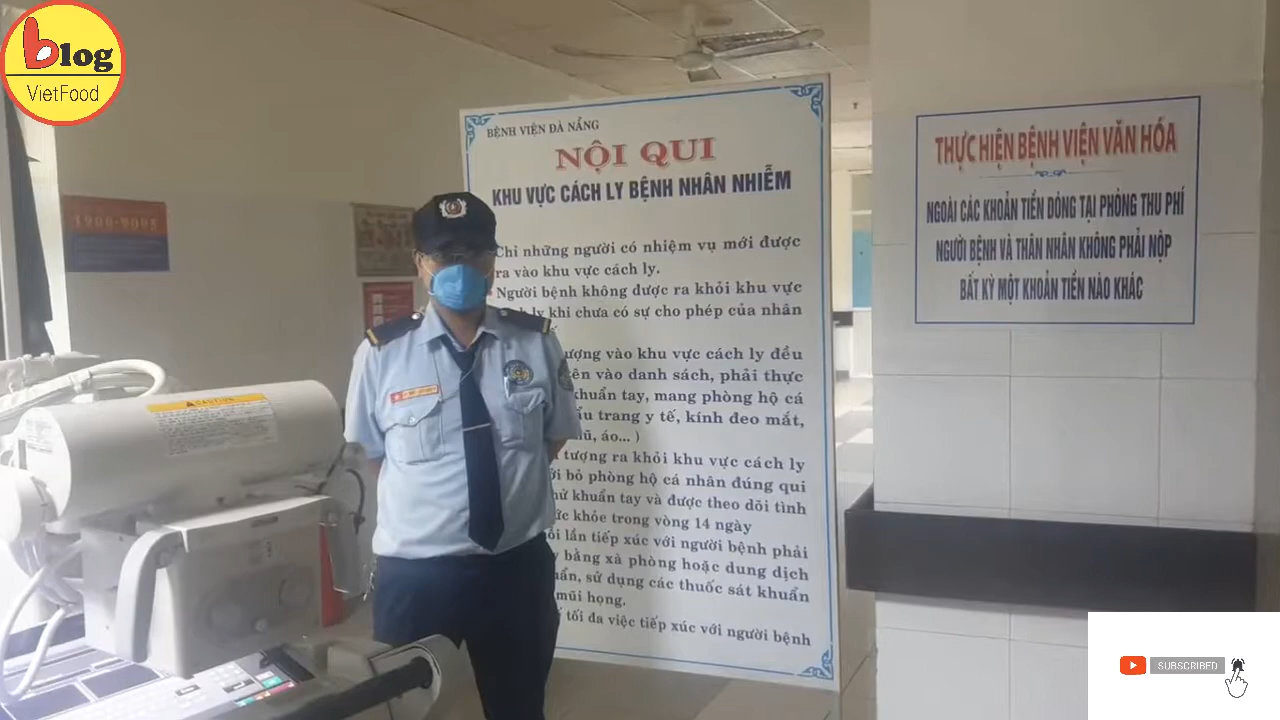 blog
VietFood
1900-9095
CAUTION
BỆNH VIỆN ĐÀ NẴNG
NỘI QUI
KHU VỰC CÁCH LY BỆNH NHÂN NHIỄM
Chỉ những người có nhiệm vụ mới được
ra vào khu vực cách ly.
Người bệnh không được ra khỏi khu vực
ly khi chưa có sự cho phép của nhân
vào khu vực cách ly đều
vào danh sách, phải thực
khuẩn tay, mang phòng hộ cá
trang y tế, kính đeo mắt,
áo... )
tượng ra khỏi khu vực cách ly
bỏ phòng hộ cá nhân đúng qui
khuẩn tay và được theo dõi tình
khỏe trong vòng 14 ngày
lần tiếp xúc với người bệnh phải
bằng xà phòng hoặc dung dịch
sử dụng các thuốc sát khuẩn
mũi họng.
tối đa việc tiếp xúc với người bệnh
THỰC HIỆN BỆNH VIỆN VĂN HÓA
NGOÀI CÁC KHOẢN TIỀN ĐÓNG TẠI PHÒNG THU PHÍ
NGƯỜI BỆNH VÀ THÂN NHÂN KHÔNG PHẢI NỘP
BẤT KỲ MỘT KHOẢN TIỀN NÀO KHÁC
SUBSCRIBED